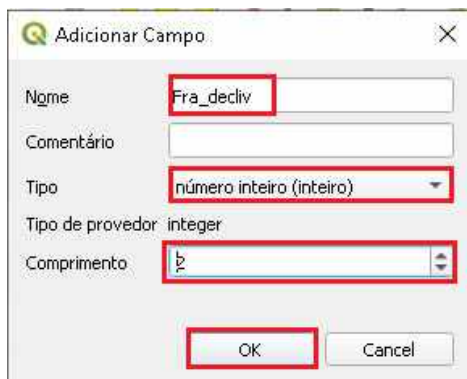 Adicionar Campo
Nome Fra_decliv
Comentário
Tipo número inteiro (inteiro)
Tipo de provedor integer
Comprimento
OK Cancel